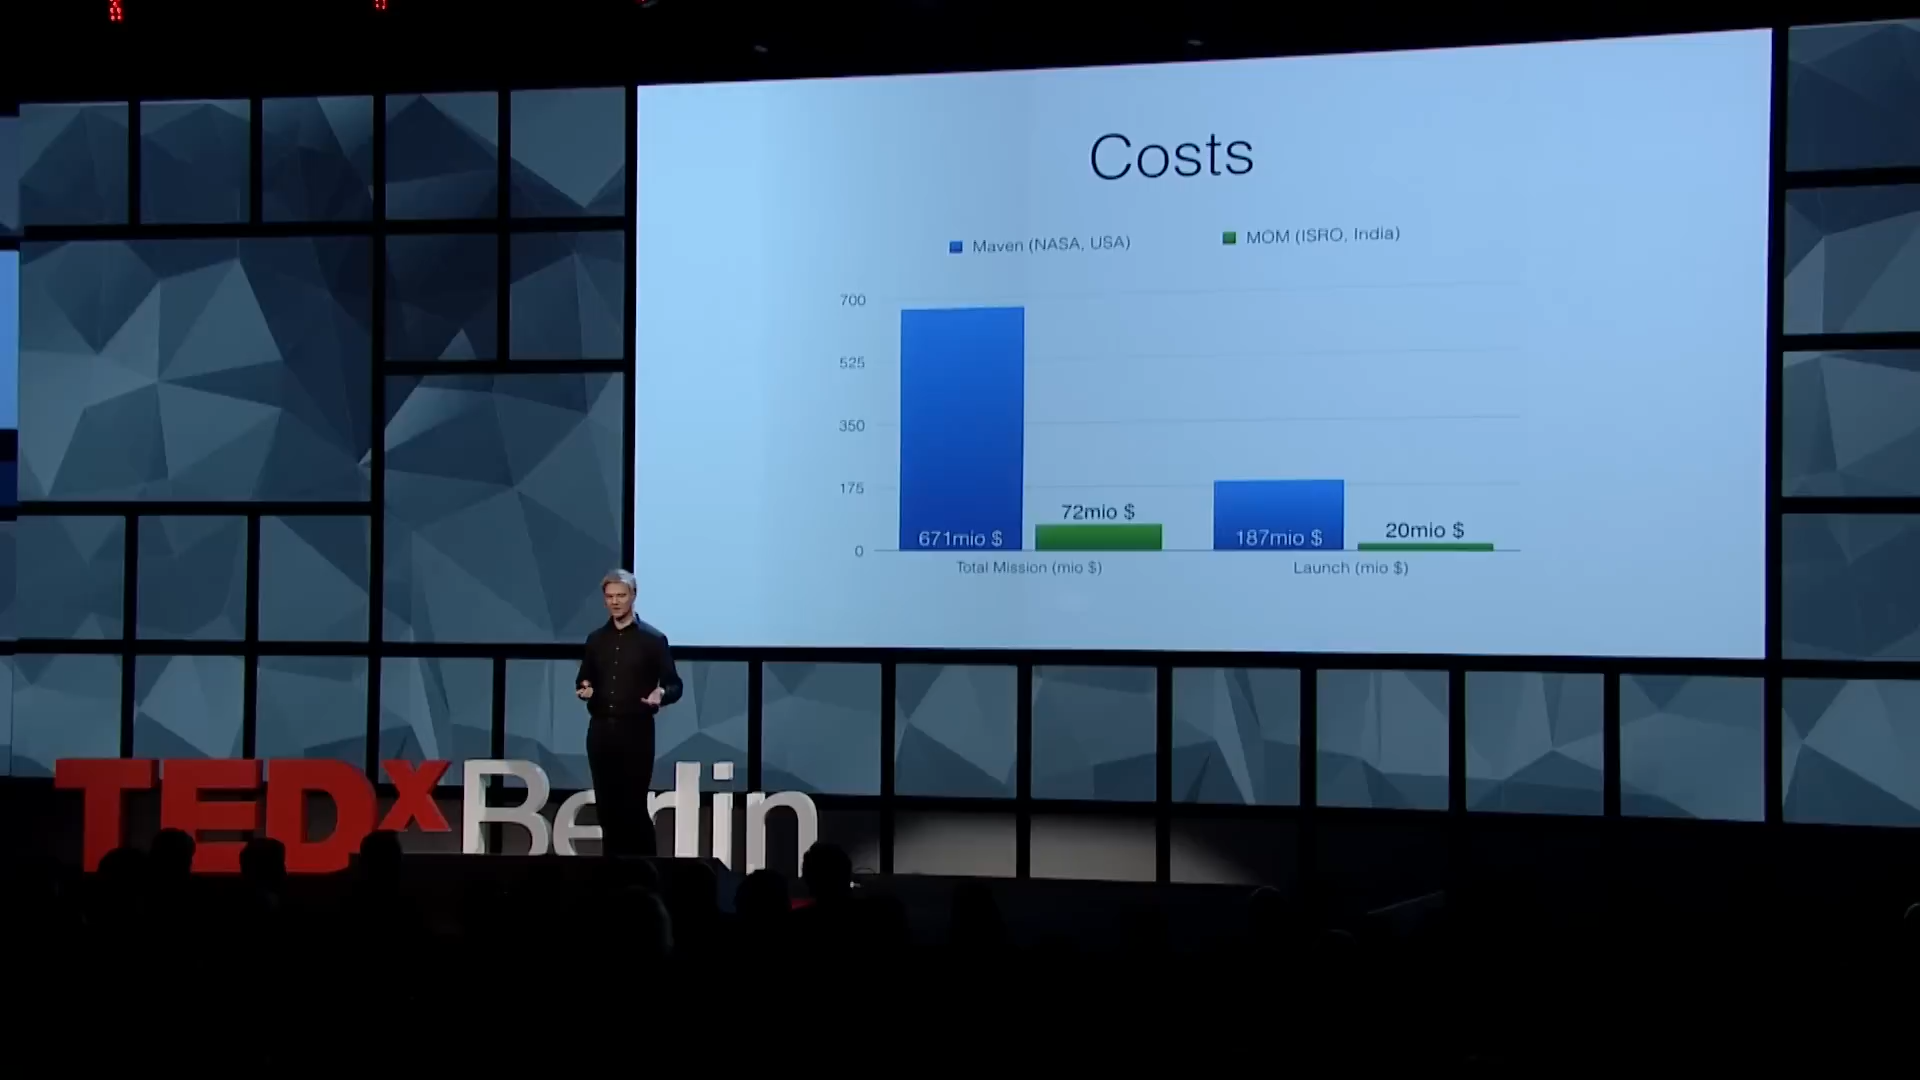 Costs
Maven (NASA, USA)
MOM (ISRO, India)
700
525
350
175
0
671mio $
72mio $
187mio $
20mio $
Total Mission (mio $)
Launch (mio $)
TEDxBerlin